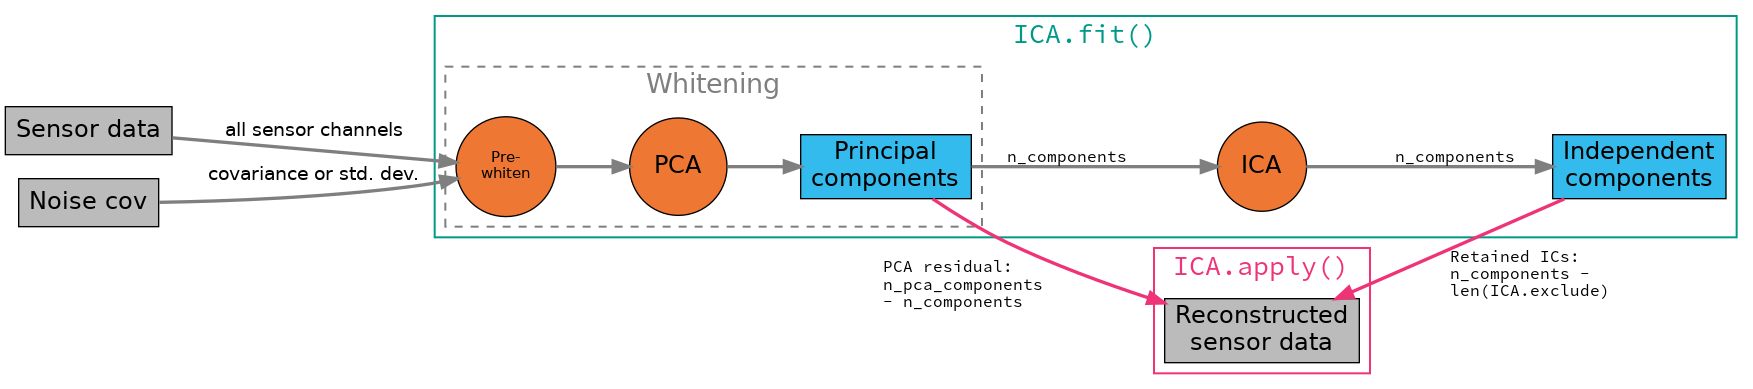 ICA.fit()
Whitening
Sensor data
all sensor channels
Noise cov
covariance or std. dev.
Pre-
whiten
PCA
Principal
components
n_components
ICA
n_components
Independent
components
PCA residual:
n_pca_components
- n_components
ICA.apply()
Reconstructed
sensor data
Retained ICs:
n_components -
len(ICA.exclude)